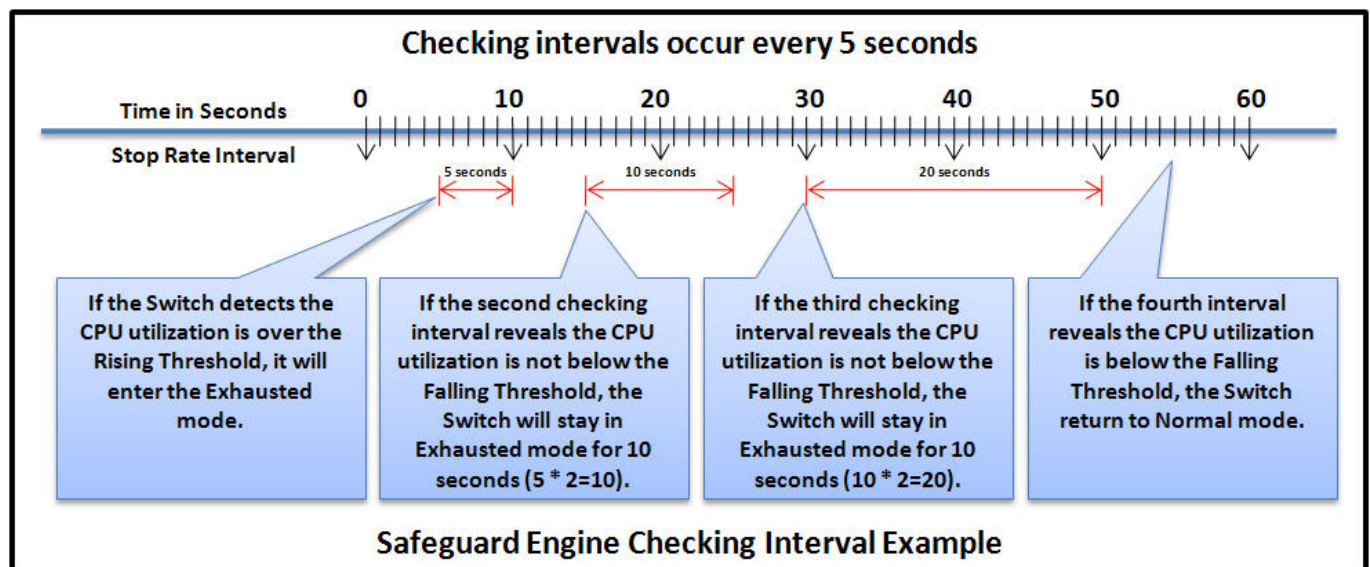 Checking intervals occur every 5 seconds
Time in Seconds
0 10 20 30 40 50 60
Stop Rate Interval
5 seconds
10 seconds
20 seconds
If the Switch detects the
CPU utilization is over the
Rising Threshold, it will
enter the Exhausted
mode.
If the second checking
interval reveals the CPU
utilization is not below the
Falling Threshold, the
Switch will stay in
Exhausted mode for 10
seconds (5 * 2=10).
If the third checking
interval reveals the CPU
utilization is not below the
Falling Threshold, the
Switch will stay in
Exhausted mode for 10
seconds (10 * 2=20).
If the fourth interval
reveals the CPU utilization
is below the Falling
Threshold, the Switch
return to Normal mode.
Safeguard Engine Checking Interval Example